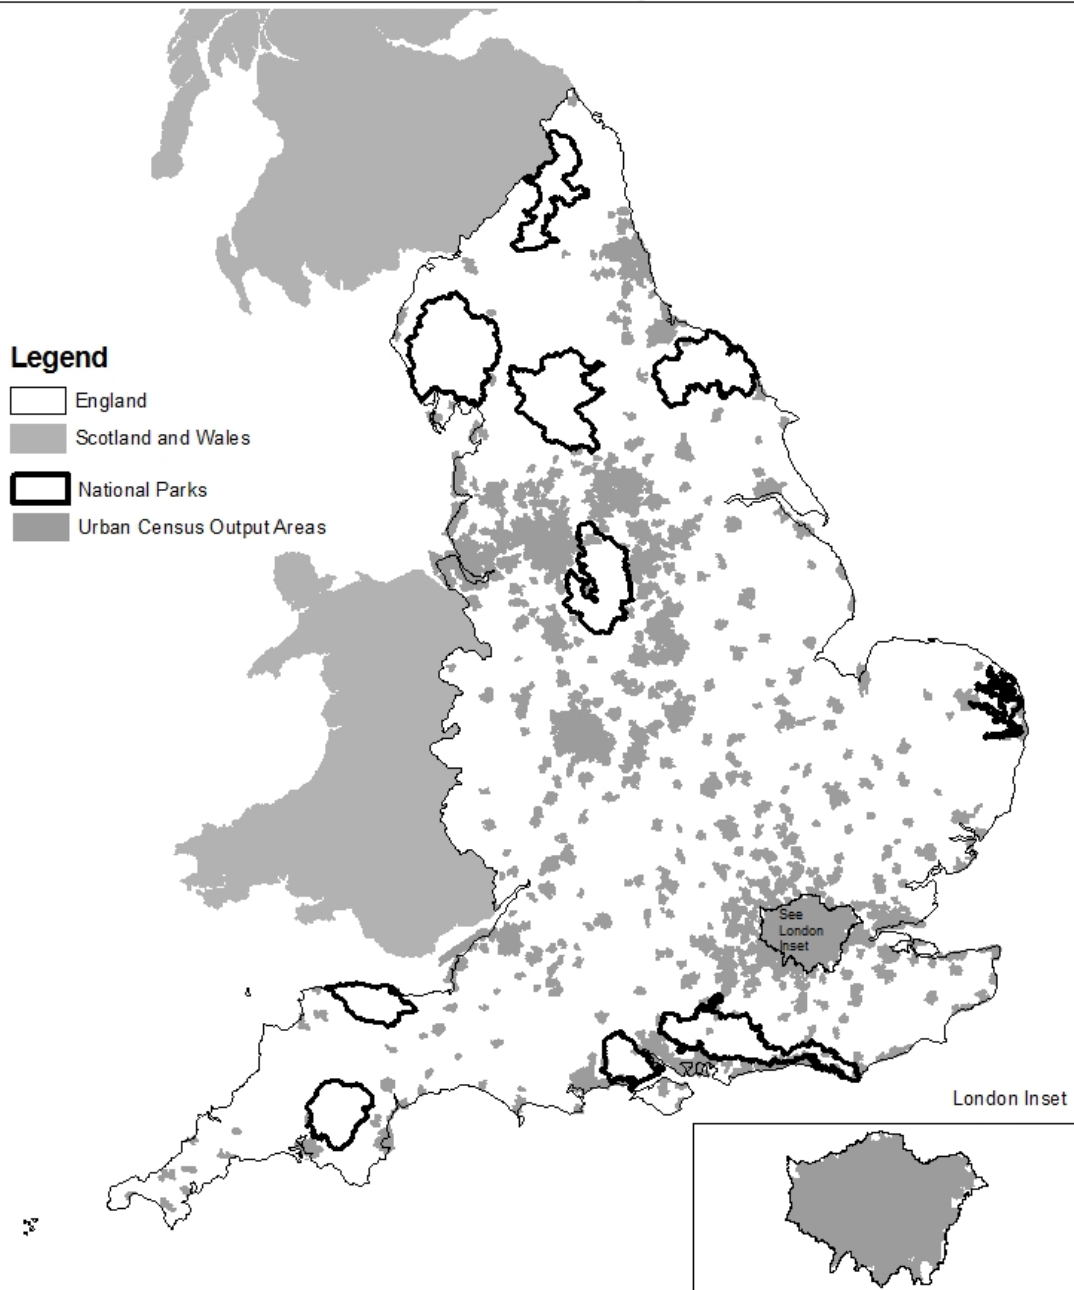 Legend
England
Scotland and Wales
National Parks
Urban Census Output Areas
See
London
Inset
London Inset